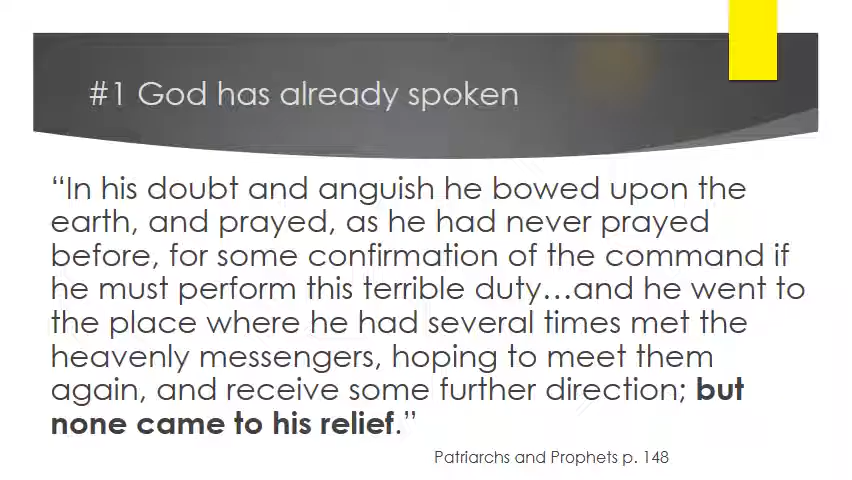 #1 God has already spoken
“In his doubt and anguish he bowed upon the
earth, and prayed, as he had never prayed
before, for some confirmation of the command if
he must perform this terrible duty…and he went to
the place where he had several times met the
heavenly messengers, hoping to meet them
again, and receive some further direction; but
none came to his relief.”
Patriarchs and Prophets p. 148